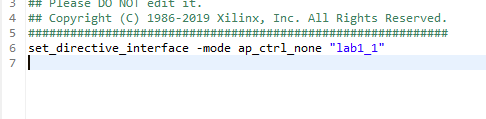 3 ## Please DO NOT edit it.
4 ## Copyright (C) 1986-2019 Xilinx, Inc. All Rights Reserved.
5 ############################################################
6 set_directive_interface -mode ap_ctrl_none "lab1_1"
7